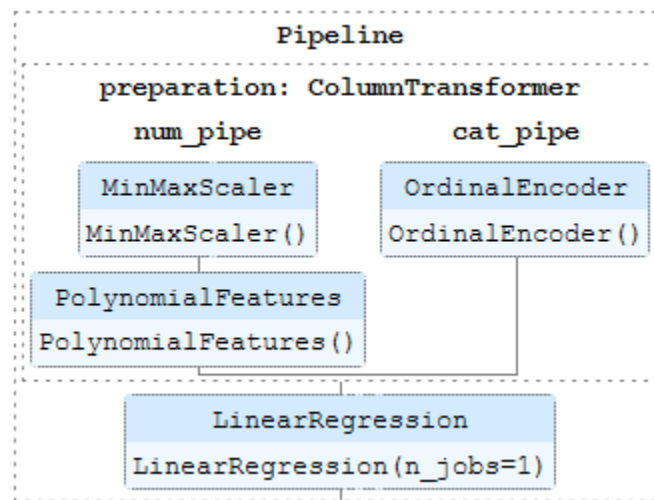 Pipeline
preparation: ColumnTransformer
num_pipe
cat_pipe
MinMaxScaler
MinMaxScaler()
OrdinalEncoder
OrdinalEncoder()
PolynomialFeatures
PolynomialFeatures()
LinearRegression
LinearRegression(n_jobs=1)